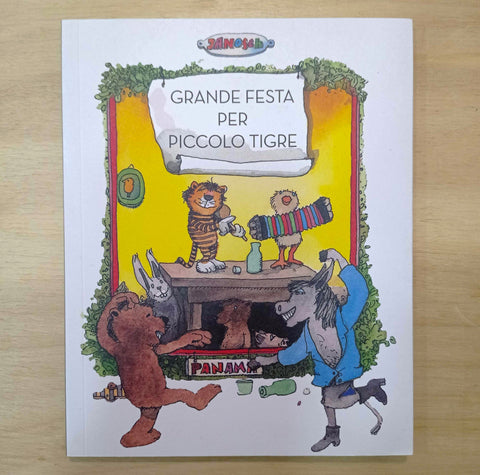 JANOSCH
GRANDE FESTA
PER
PICCOLO TIGRE
PANAMA